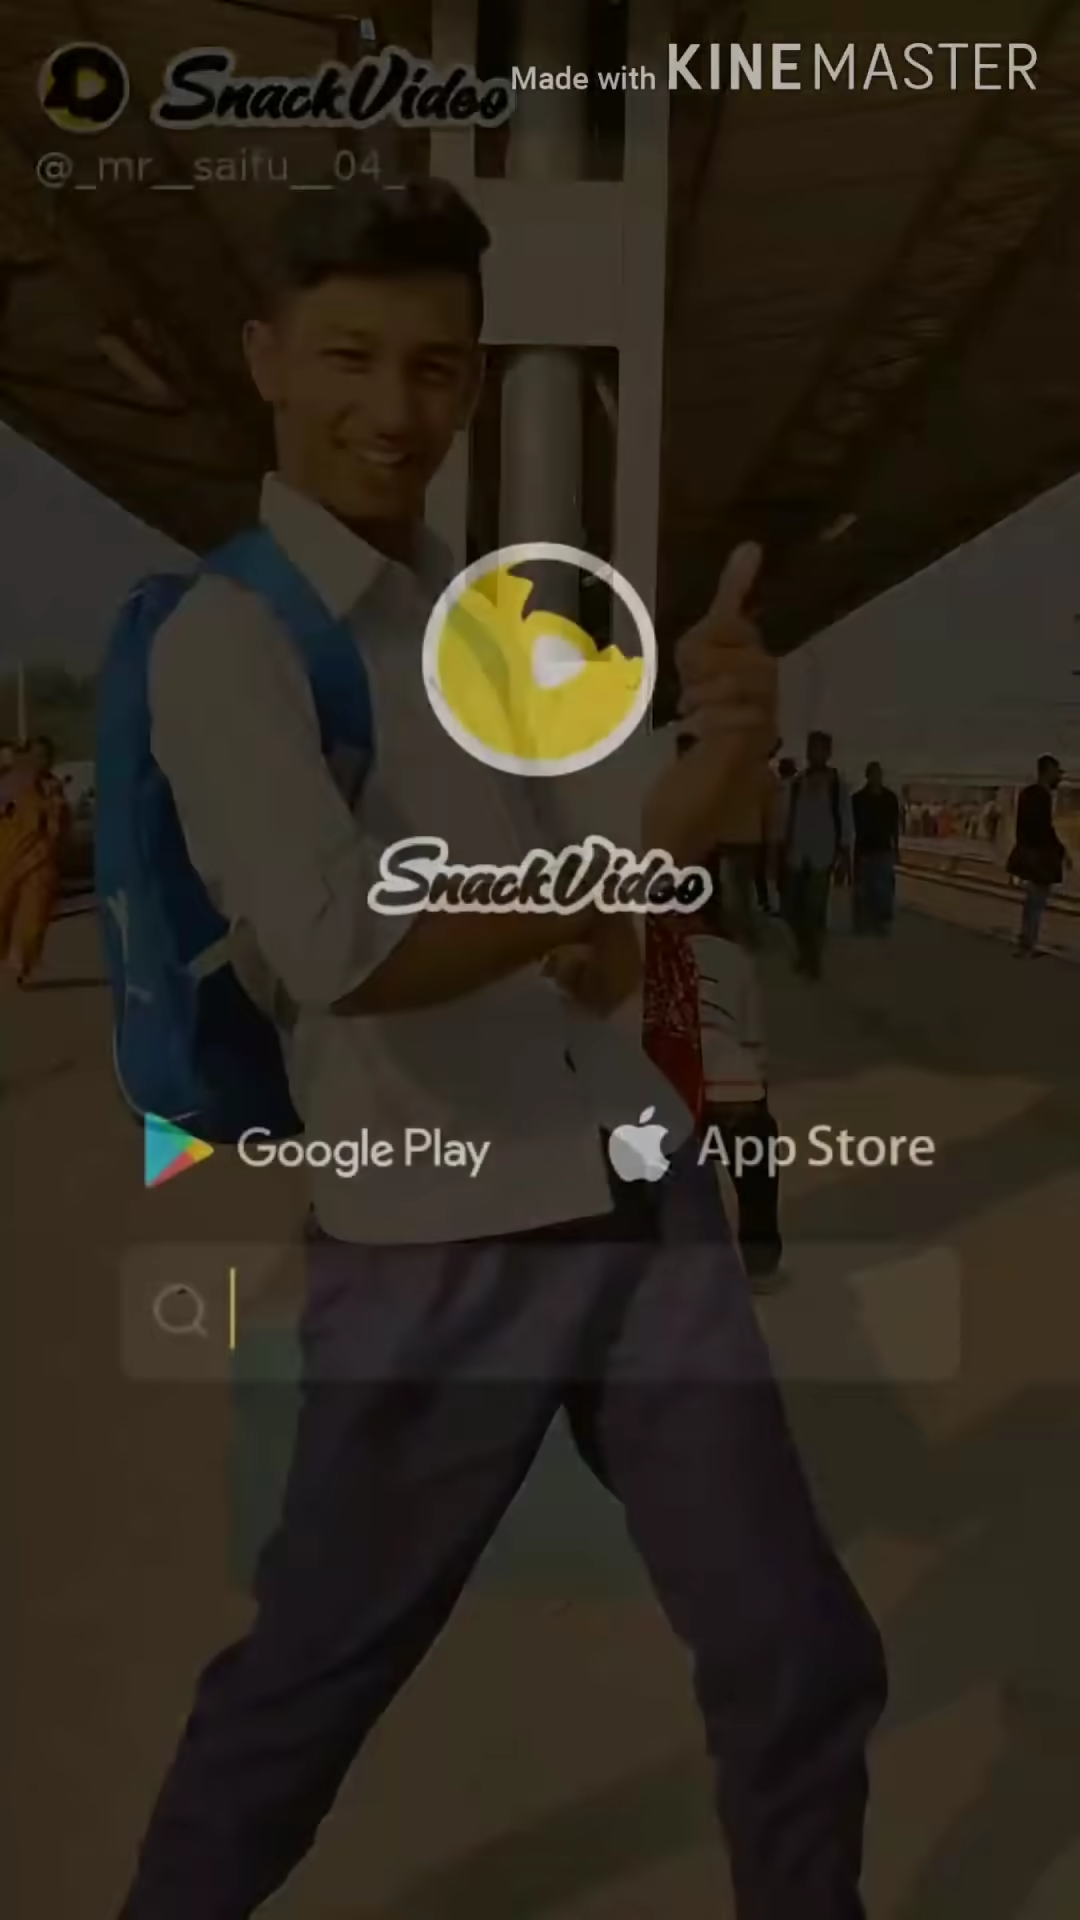 SnackVideo
Made with KINEMASTER
@_mr__saifu__04_
SnackVideo
Google Play
App Store